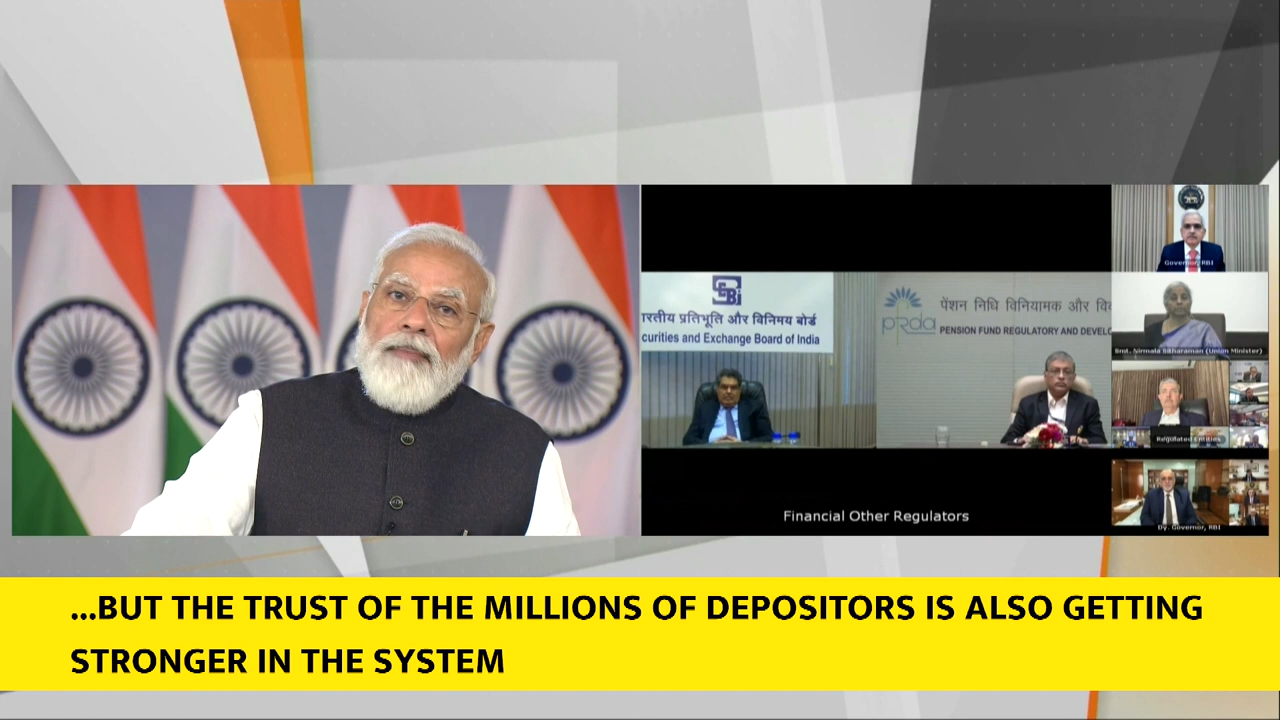 Governor, RBI
SEBI
भारतीय प्रतिभूति और विनिमय बोर्ड
curities and Exchange Board of India
पेंशन निधि विनियामक और वि
PENSION FUND REGULATORY AND DEVELO
Smt. Nirmala Sitharaman (Union Minister)
Regulated Entities
Financial Other Regulators
Dy. Governor, RBI
...BUT THE TRUST OF THE MILLIONS OF DEPOSITORS IS ALSO GETTING
STRONGER IN THE SYSTEM